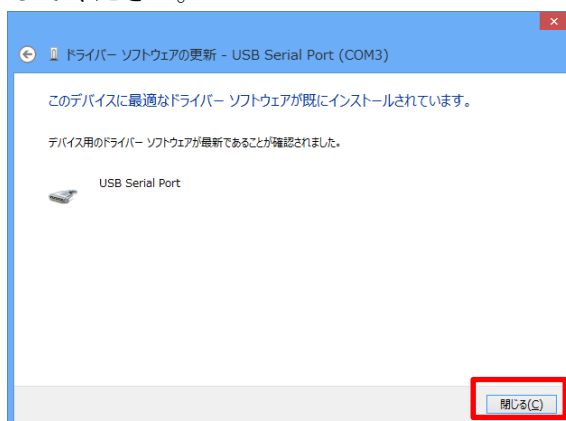 ドライバー ソフトウェアの更新 - USB Serial Port (COM3)
このデバイスに最適なドライバー ソフトウェアが既にインストールされています。
デバイス用のドライバー ソフトウェアが最新であることが確認されました。
USB Serial Port
閉じる(C)